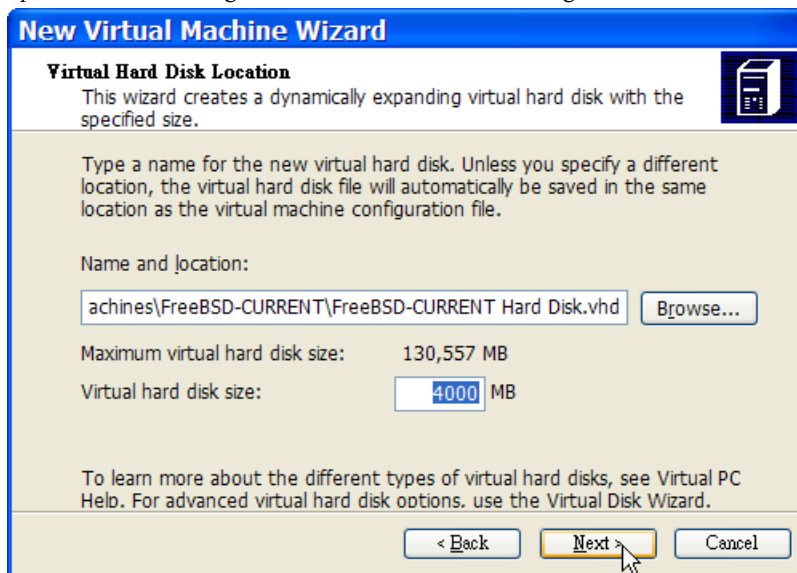 New Virtual Machine Wizard
Virtual Hard Disk Location
This wizard creates a dynamically expanding virtual hard disk with the
specified size.
Type a name for the new virtual hard disk. Unless you specify a different
location, the virtual hard disk file will automatically be saved in the same
location as the virtual machine configuration file.
Name and location:
achines\FreeBSD-CURRENT\FreeBSD-CURRENT Hard Disk.vhd Browse...
Maximum virtual hard disk size: 130,557 MB
Virtual hard disk size: 4000 MB
To learn more about the different types of virtual hard disks, see Virtual PC
Help. For advanced virtual hard disk options, use the Virtual Disk Wizard.
< Back Next > Cancel